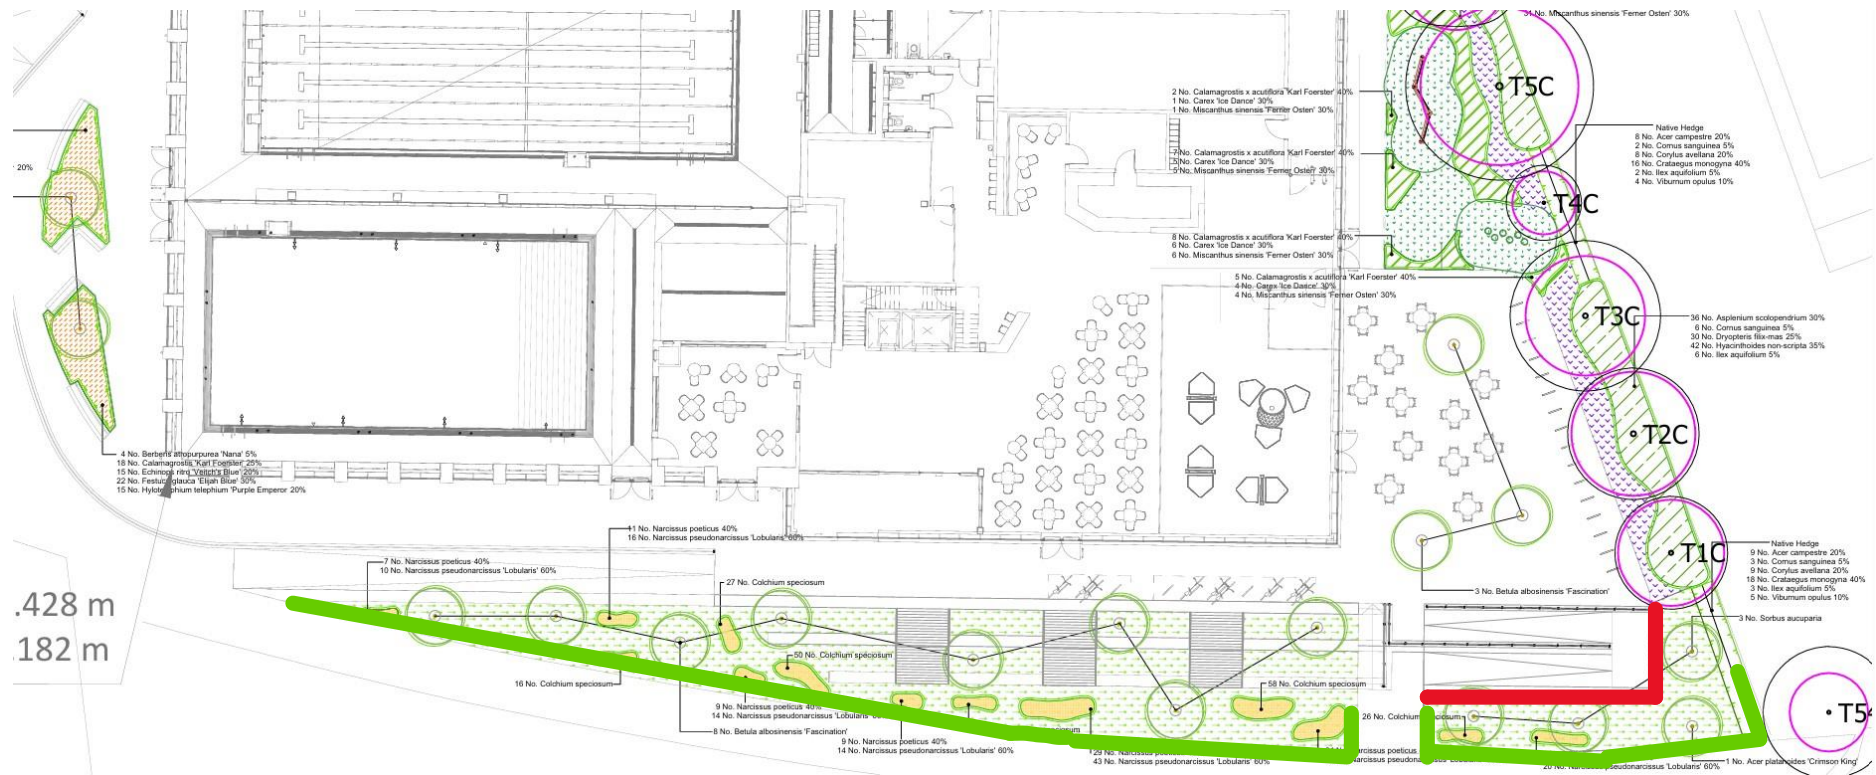 31 No. Miscanthus sinensis 'Ferner Osten' 30%
T5C
2 No. Calamagrostis x acutiflora 'Karl Foerster' 40%
1 No. Carex 'Ice Dance' 30%
1 No. Miscanthus sinensis 'Ferner Osten' 30%
Native Hedge
8 No. Acer campestre 20%
2 No. Cornus sanguinea 5%
8 No. Corylus avellana 20%
16 No. Crataegus monogyna 40%
2 No. Ilex aquifolium 5%
4 No. Viburnum opulus 10%
20%
7 No. Calamagrostis x acutiflora 'Karl Foerster' 40%
5 No. Carex 'Ice Dance' 30%
5 No. Miscanthus sinensis 'Ferner Osten' 30%
T4C
8 No. Calamagrostis x acutiflora 'Karl Foerster' 40%
6 No. Carex 'Ice Dance' 30%
6 No. Miscanthus sinensis 'Ferner Osten' 30%
5 No. Calamagrostis x acutiflora 'Karl Foerster' 40%
4 No. Carex 'Ice Dance' 30%
4 No. Miscanthus sinensis 'Ferner Osten' 30%
T3C
36 No. Asplenium scolopendrium 30%
6 No. Cornus sanguinea 5%
30 No. Dryopteris filix-mas 25%
42 No. Hyacinthoides non-scripta 35%
6 No. Ilex aquifolium 5%
T2C
4 No. Berberis atropurpurea 'Nana' 5%
18 No. Calamagrostis 'Karl Foerster' 25%
15 No. Echinops ritro 'Veitch's Blue' 20%
22 No. Festuca glauca 'Elijah Blue' 30%
15 No. Hylotelephium telephium 'Purple Emperor 20%
11 No. Narcissus poeticus 40%
16 No. Narcissus pseudonarcissus 'Lobularis' 60%
T1C
Native Hedge
9 No. Acer campestre 20%
3 No. Cornus sanguinea 5%
9 No. Corylus avellana 20%
18 No. Crataegus monogyna 40%
3 No. Ilex aquifolium 5%
5 No. Viburnum opulus 10%
7 No. Narcissus poeticus 40%
10 No. Narcissus pseudonarcissus 'Lobularis' 60%
27 No. Colchium speciosum
3 No. Betula albosinensis 'Fascination'
.428 m
182 m
3 No. Sorbus aucuparia
50 No. Colchium speciosum
16 No. Colchium speciosum
58 No. Colchium speciosum
9 No. Narcissus poeticus 40%
14 No. Narcissus pseudonarcissus 'Lobularis'
26 No. Colchium speciosum
T54
8 No. Betula albosinensis 'Fascination'
9 No. Narcissus poeticus 40%
14 No. Narcissus pseudonarcissus 'Lobularis' 60%
29 No. Narcissus
43 No. Narcissus pseudonarcissus 'Lobularis' 60%
pseudonarcissus 'Lobularis' 60%
1 No. Acer platanoides 'Crimson King'